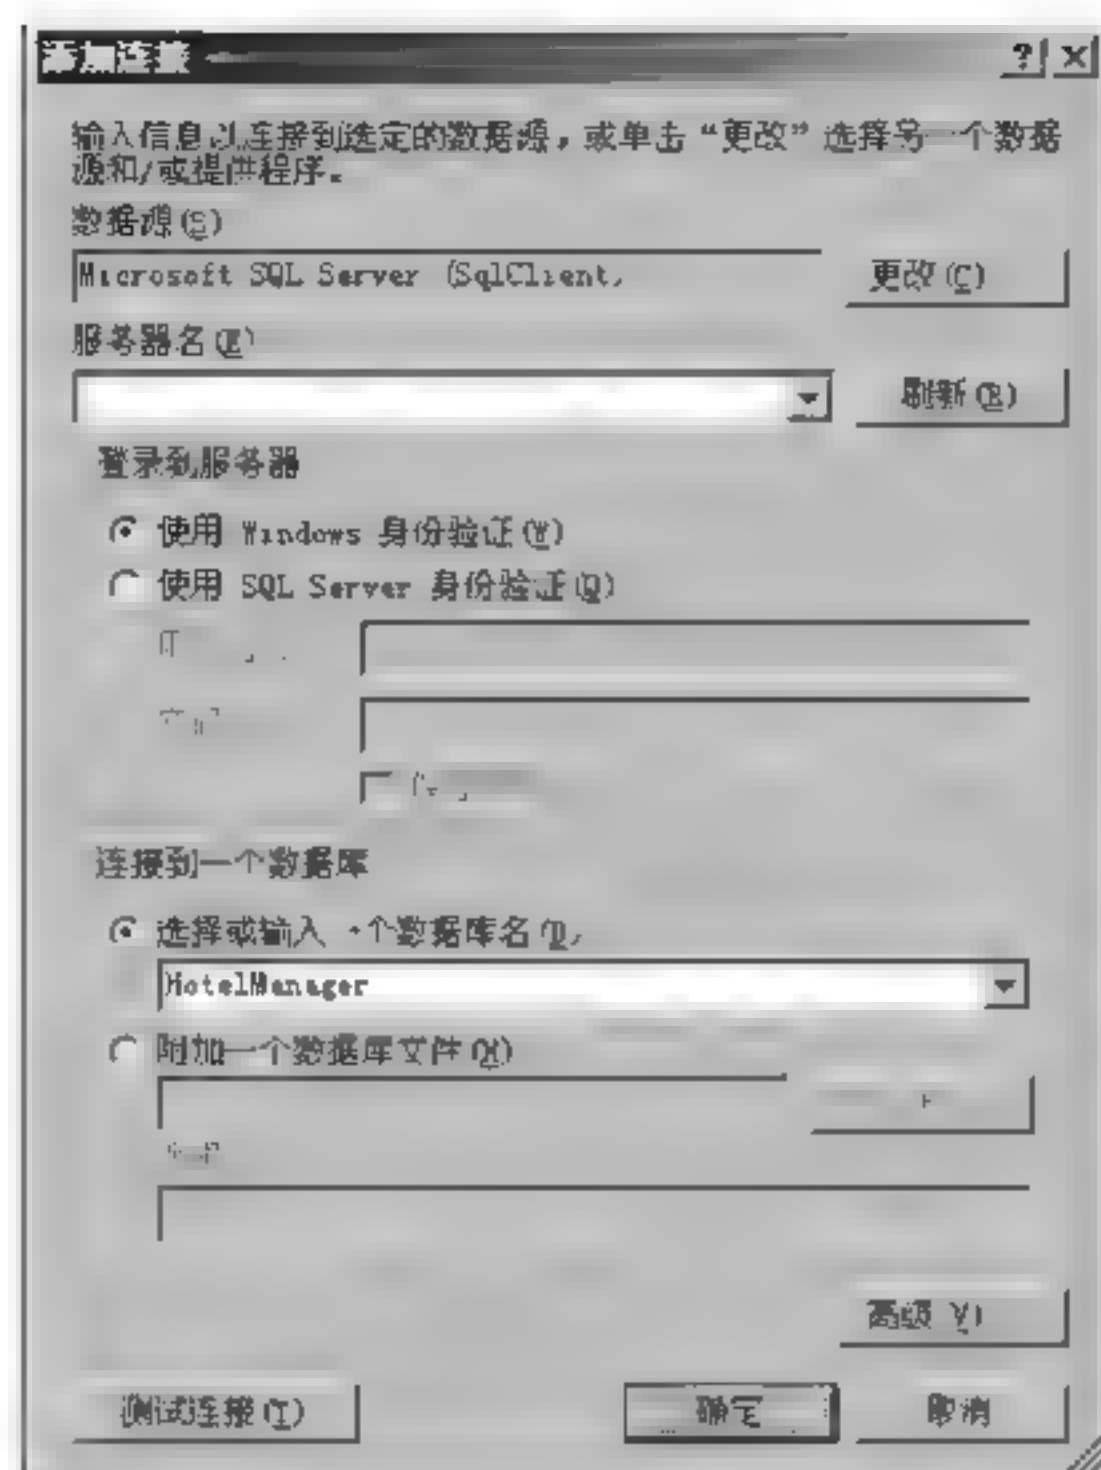 添加连接
输入信息以连接到选定的数据源，或单击“更改”选择另一个数据
源和/或提供程序。
数据源(S)
Microsoft SQL Server (SqlClient)
更改(C)
服务器名(E)
刷新(R)
登录到服务器
使用 Windows 身份验证(W)
使用 SQL Server 身份验证(Q)
连接到一个数据库
选择或输入一个数据库名(D)
HotelManager
附加一个数据库文件(H)
高级(V)
测试连接(T)
确定
取消